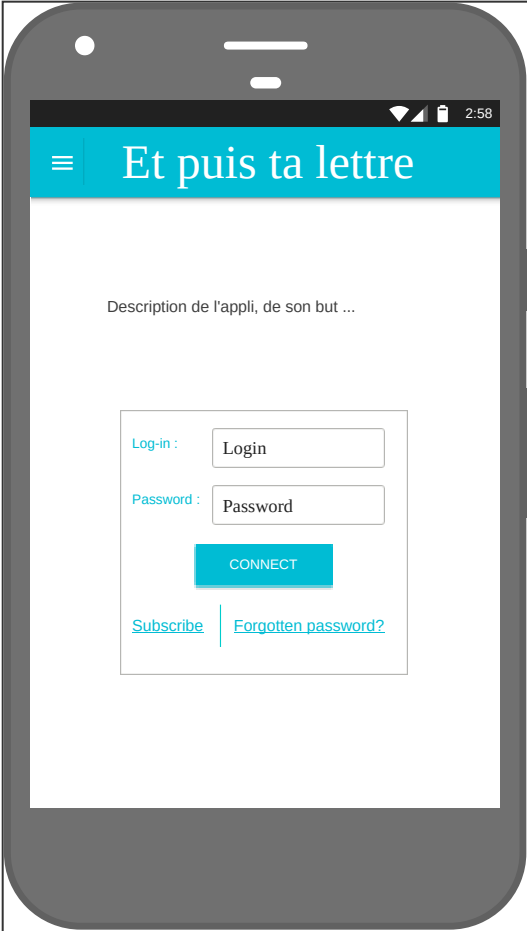 2:58
Et puis ta lettre
Description de l'appli, de son but ...
Log-in :
Login
Password :
Password
CONNECT
Subscribe
Forgotten password?